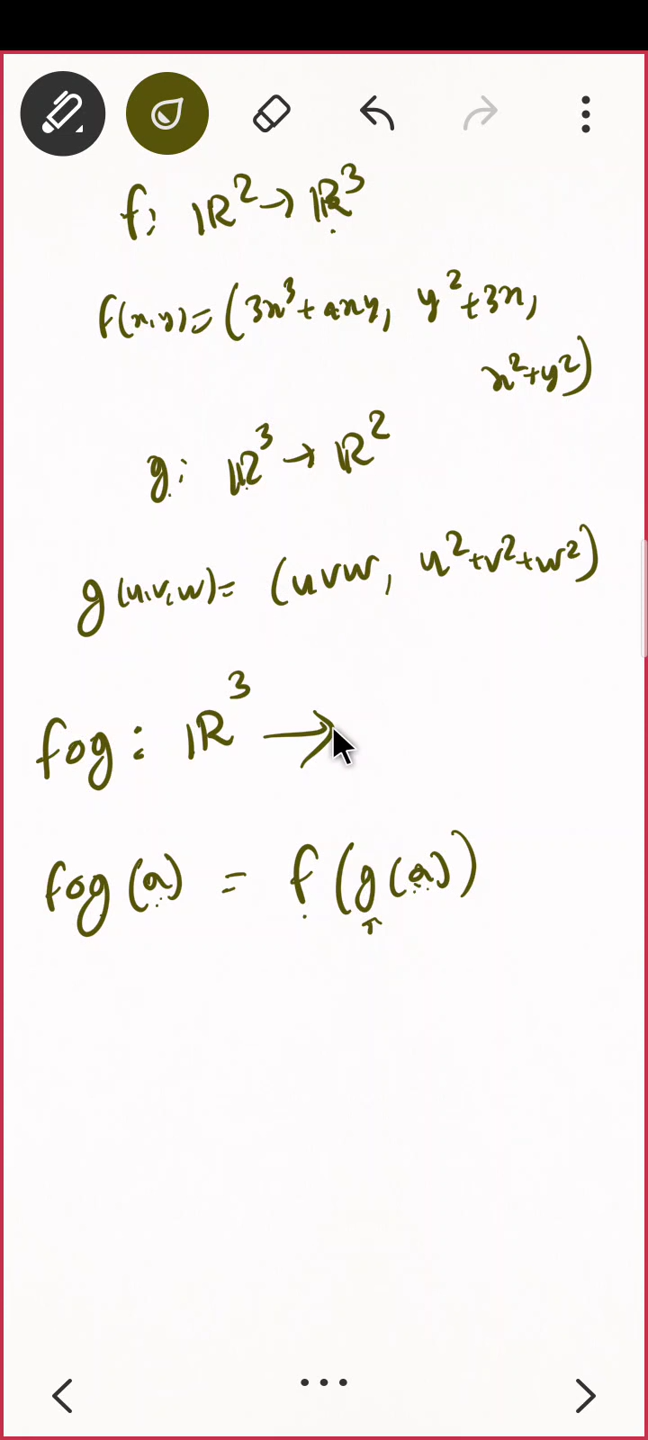 f: ℝ² → ℝ³
f(x,y) = (3x³ + 4xy, y² + 3x,
x² + y²)
g: ℝ³ → ℝ²
g(u,v,w) = (uvw, u² + v² + w²)
fog : ℝ³ →
fog(a) = f(g(a))